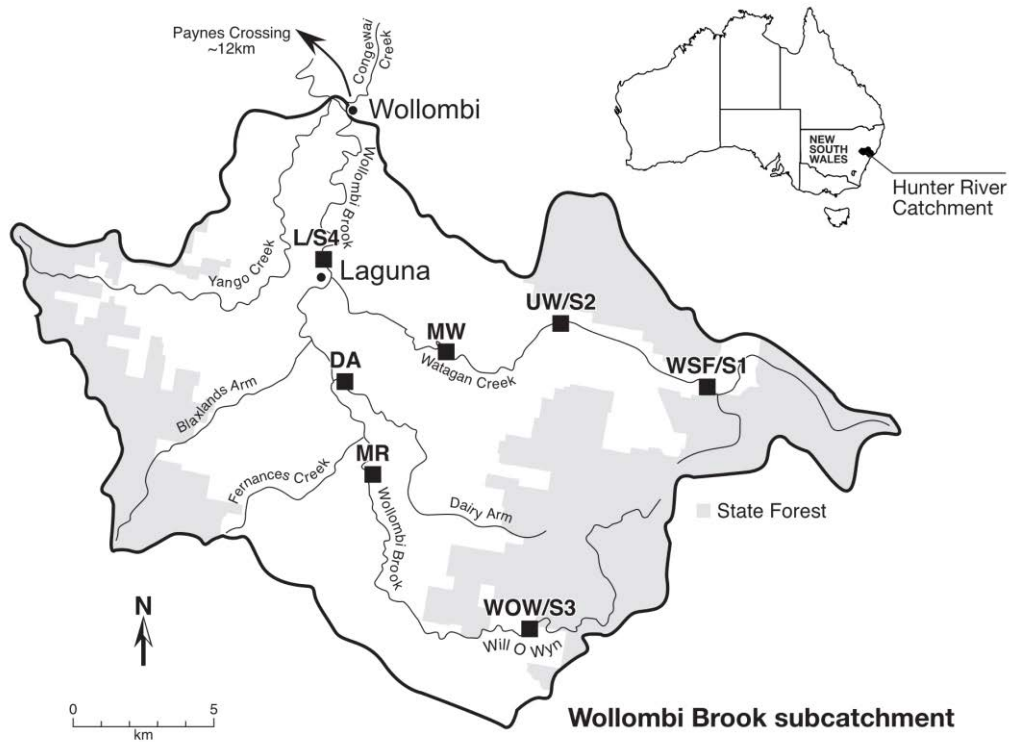 Paynes Crossing
~12km
Congewai
Creek
Wollombi
Wollombi Brook
L/S4
Laguna
Yango Creek
UW/S2
MW
Watagan Creek
WSF/S1
DA
Blaxlands Arm
MR
Fernances Creek
Wollombi Brook
Dairy Arm
State Forest
WOW/S3
Will O Wyn
N
0
5
km
Wollombi Brook subcatchment
NEW
SOUTH
WALES
Hunter River
Catchment